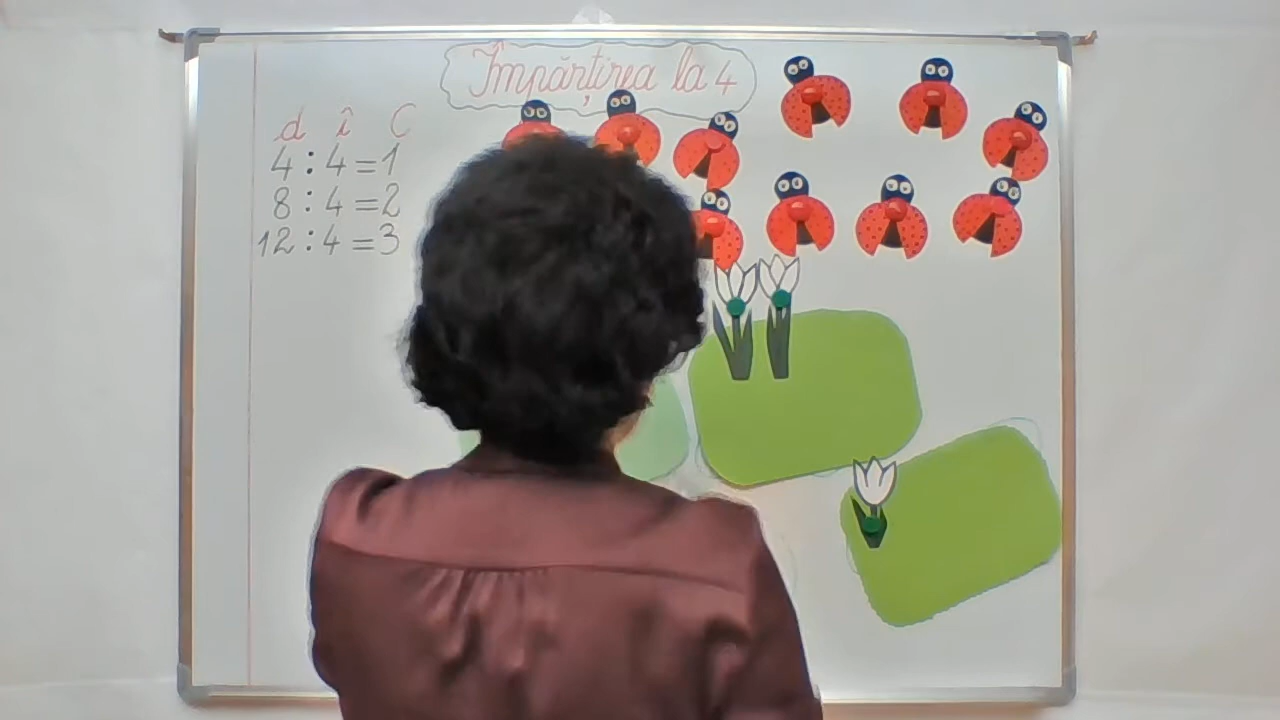 Împărțirea la 4
d î C
4 : 4 = 1
8 : 4 = 2
12 : 4 = 3